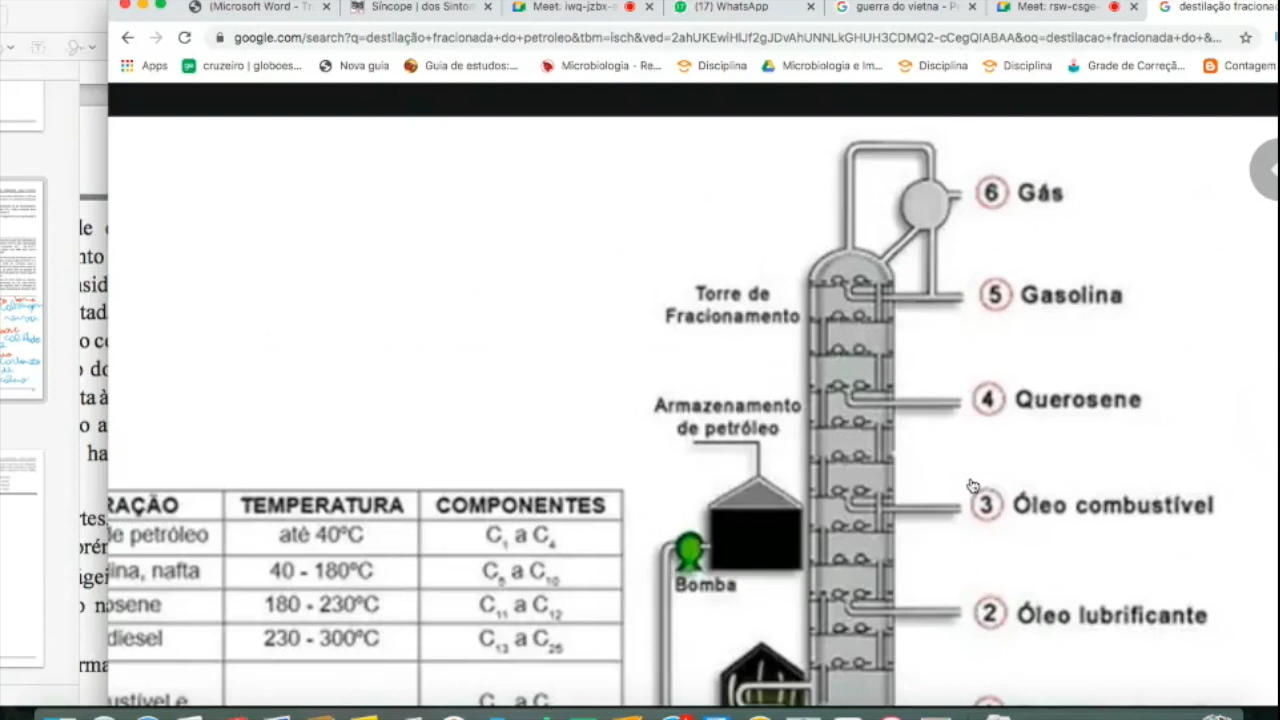 (Microsoft Word - Tr
Síncope | dos Sintom
Meet: iwq-jzbx-e
(17) WhatsApp
guerra do vietna - P
Meet: rsw-csge-
destilação fraciona
google.com/search?q=destilação+fracionada+do+petroleo&tbm=isch&ved=2ahUKEwiHlJf2gJDvAhUNNLkGHUH3CDMQ2-cCegQIABAA&oq=destilacao+fracionada+do+&...
Apps
cruzeiro | globoes...
Nova guia
Guia de estudos:...
Microbiologia - Re...
Disciplina
Microbiologia e Im...
Disciplina
Disciplina
Grade de Correçã...
Contagem
6 Gás
5 Gasolina
Torre de
Fracionamento
4 Querosene
Armazenamento
de petróleo
3 Óleo combustível
Bomba
2 Óleo lubrificante
RAÇÃO TEMPERATURA COMPONENTES
de petróleo até 40ºC C1 a C4
ina, nafta 40 - 180ºC C5 a C10
osene 180 - 230ºC C11 a C12
diesel 230 - 300ºC C13 a C25
ustível e